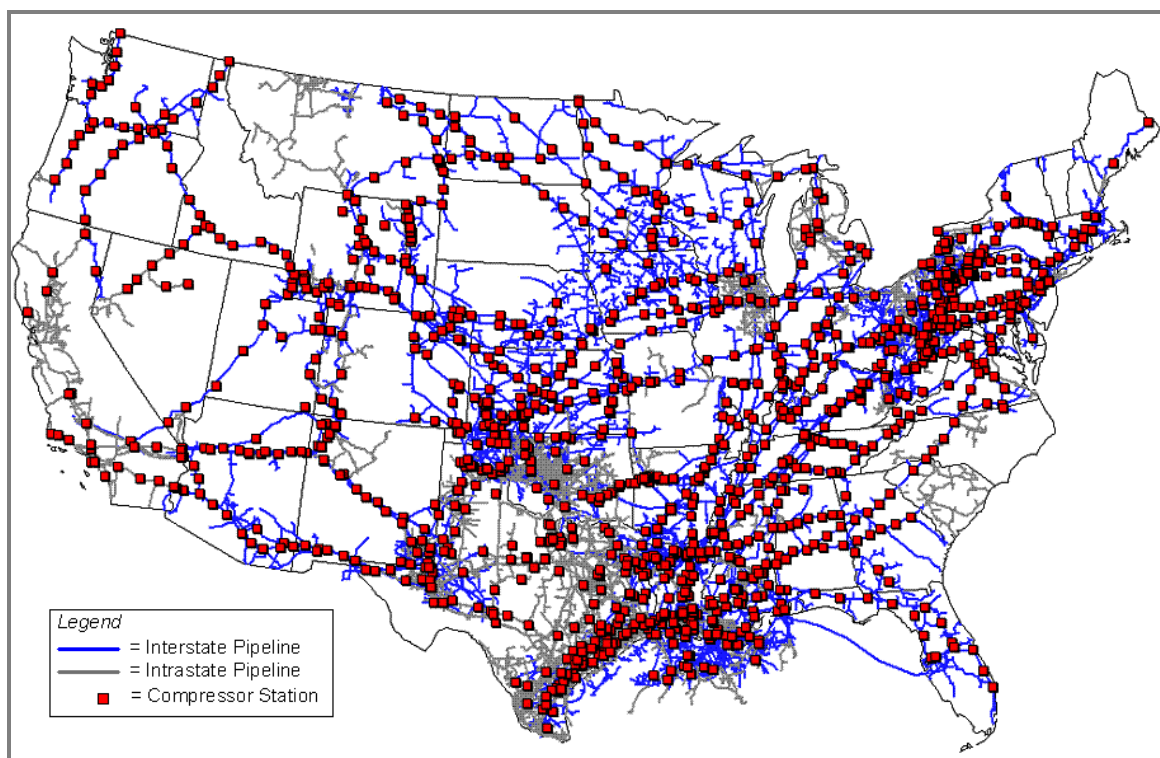 Legend
= Interstate Pipeline
= Intrastate Pipeline
= Compressor Station